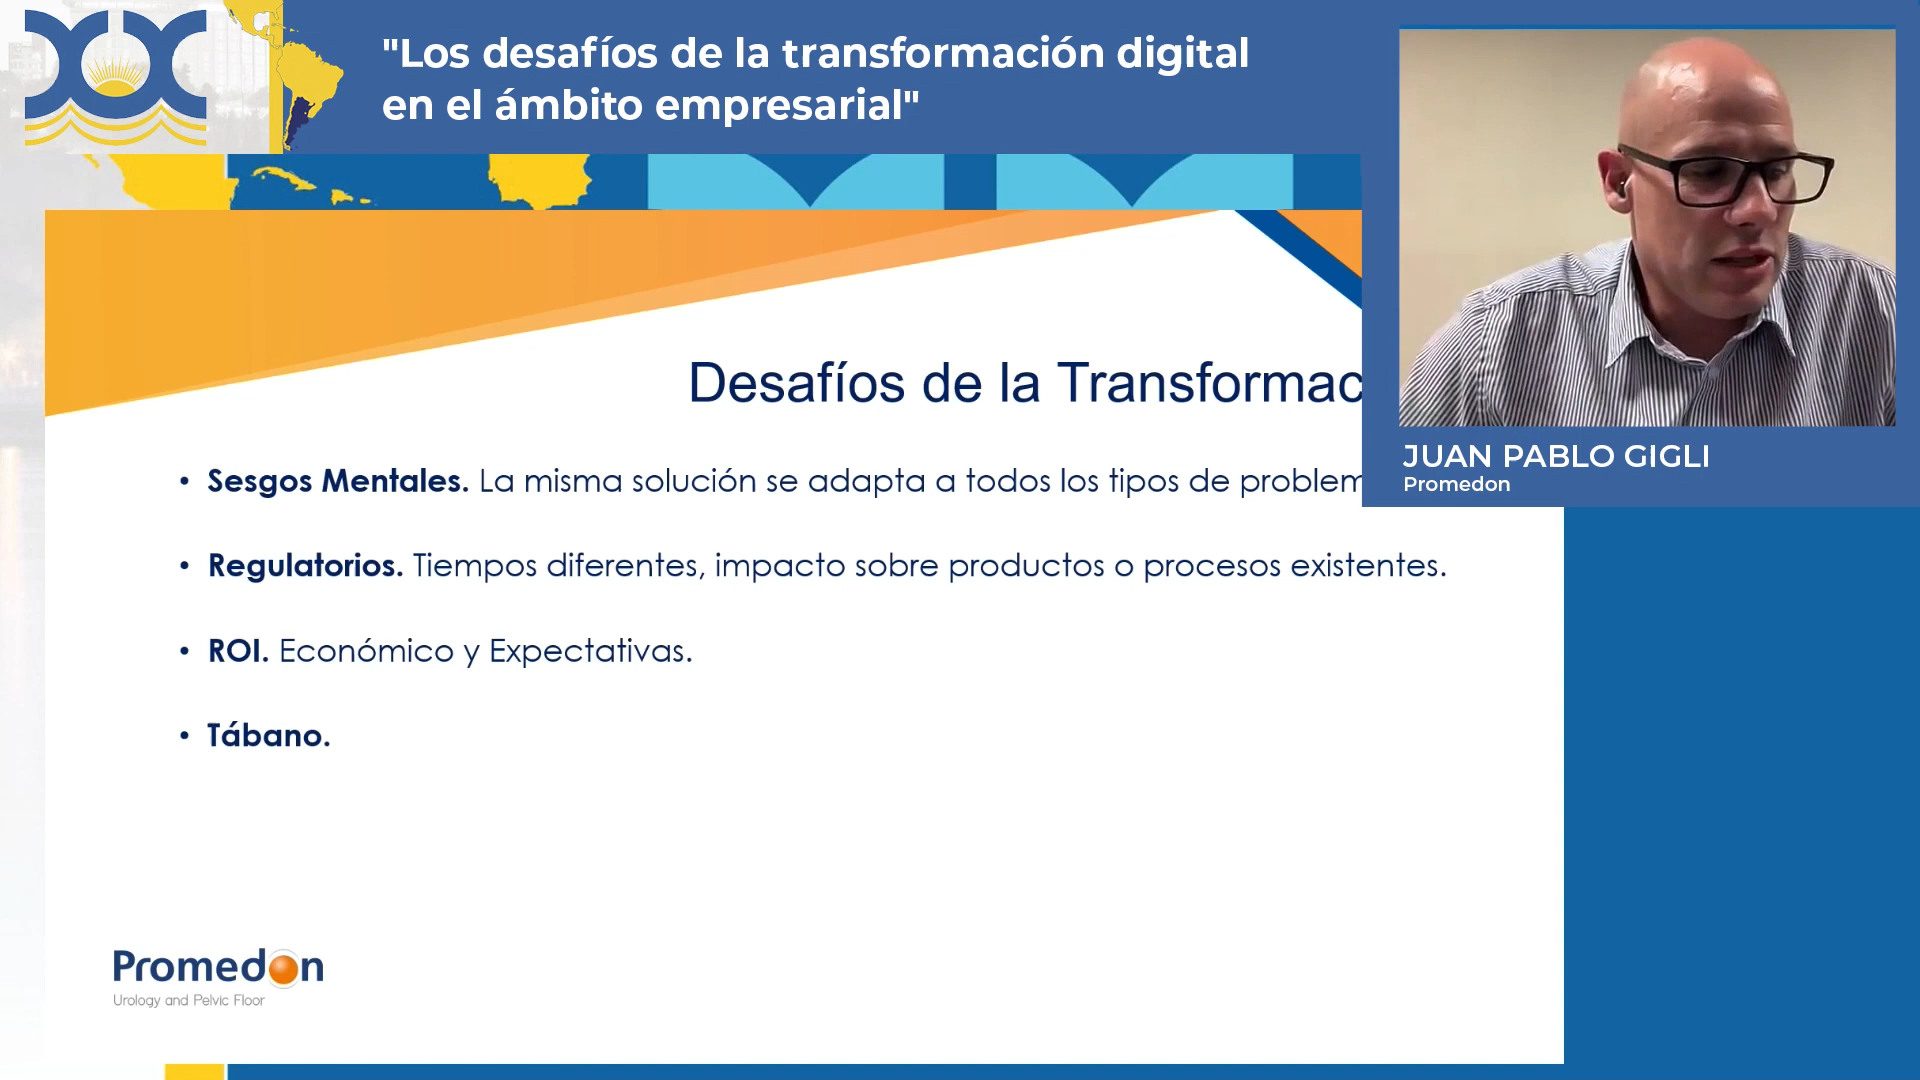 "Los desafíos de la transformación digital
en el ámbito empresarial"
Desafíos de la Transformac
• Sesgos Mentales. La misma solución se adapta a todos los tipos de problem
• Regulatorios. Tiempos diferentes, impacto sobre productos o procesos existentes.
• ROI. Económico y Expectativas.
• Tábano.
JUAN PABLO GIGLI
Promedon
Promedon
Urology and Pelvic Floor